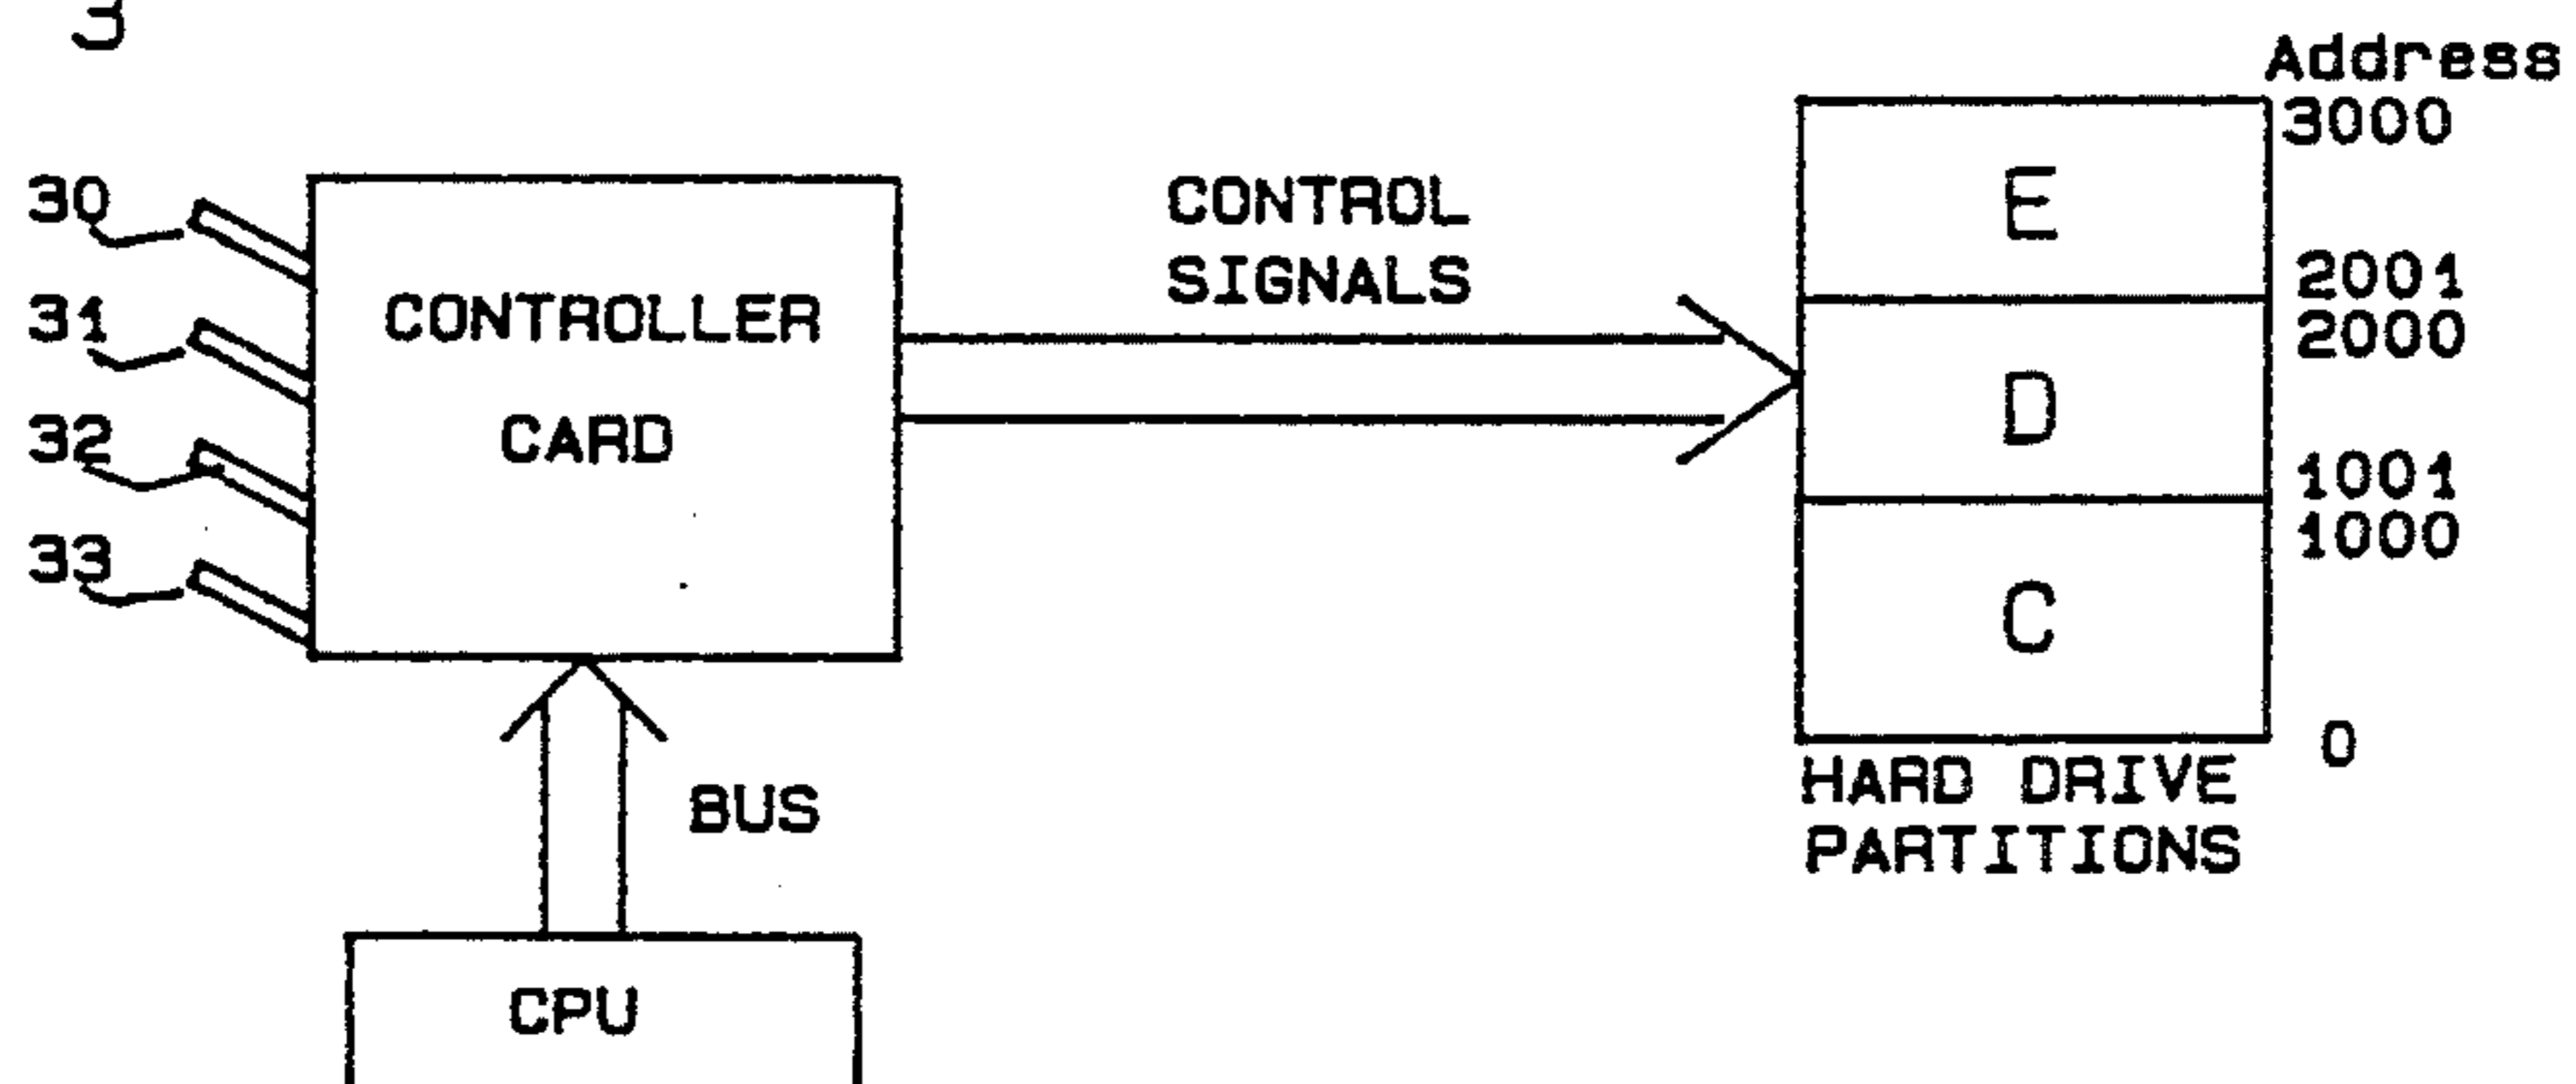 3
Address
3000
E
2001
2000
D
1001
1000
C
0
HARD DRIVE
PARTITIONS
30
31
32
33
CONTROLLER
CARD
CONTROL
SIGNALS
BUS
CPU